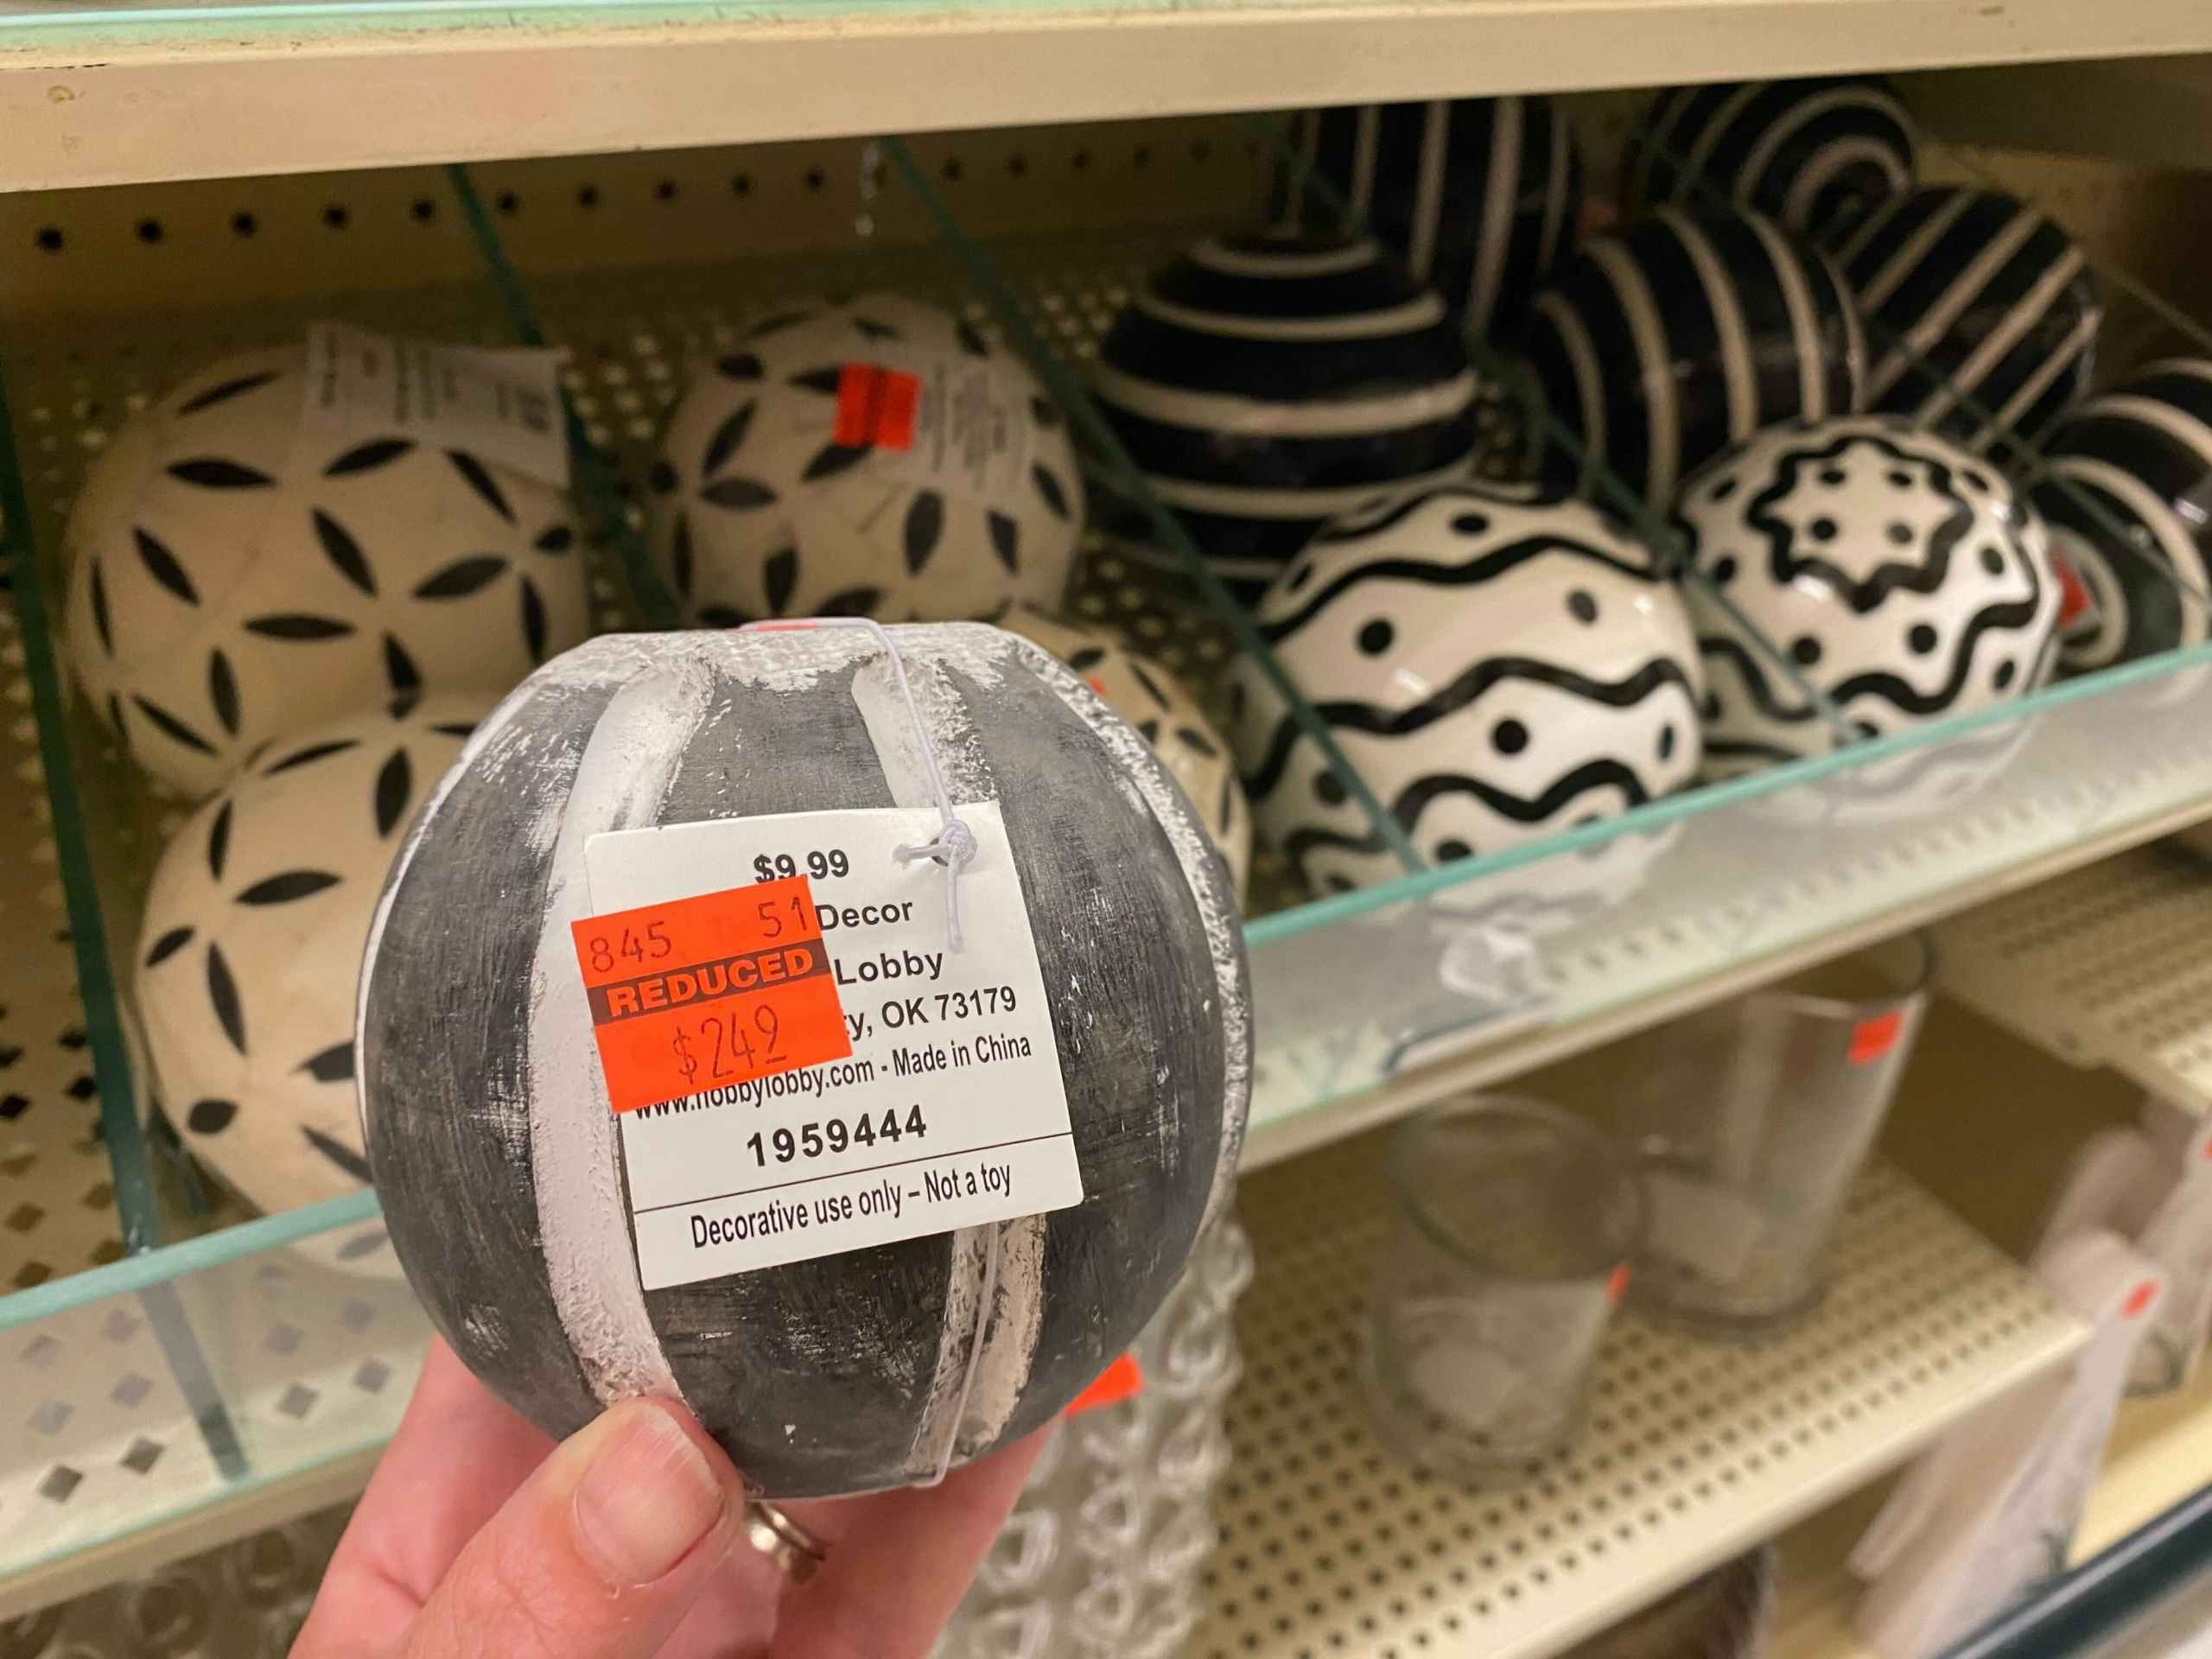 $9.99
845 51 Decor
REDUCED Lobby
$2.49 y, OK 73179
www.hobbylobby.com - Made in China
1959444
Decorative use only – Not a toy